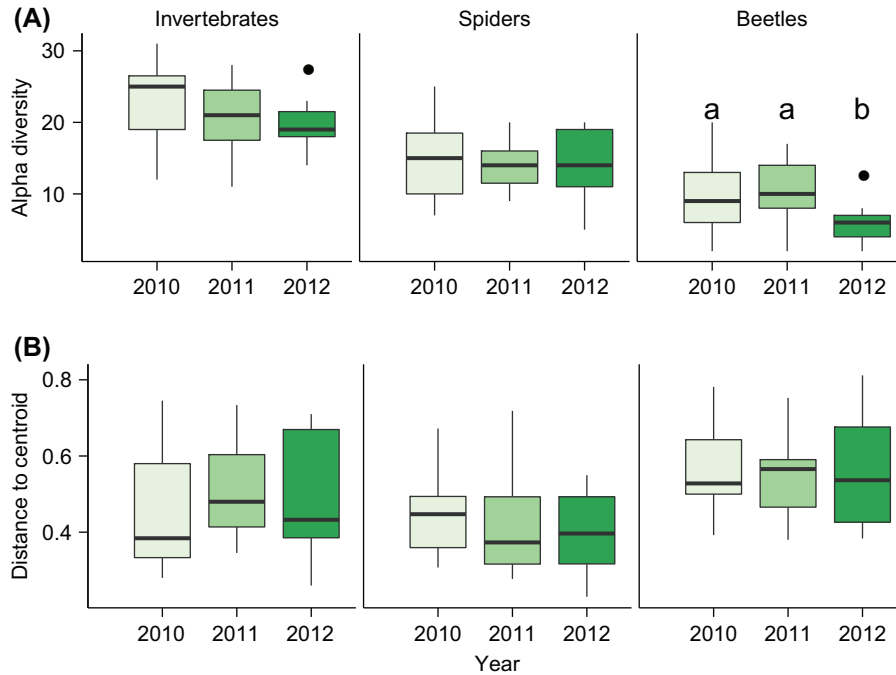 (A)
Invertebrates Spiders Beetles
Alpha diversity
30
20
10
a a b
2010 2011 2012 2010 2011 2012 2010 2011 2012
(B)
Distance to centroid
0.8
0.6
0.4
2010 2011 2012 2010 2011 2012 2010 2011 2012
Year